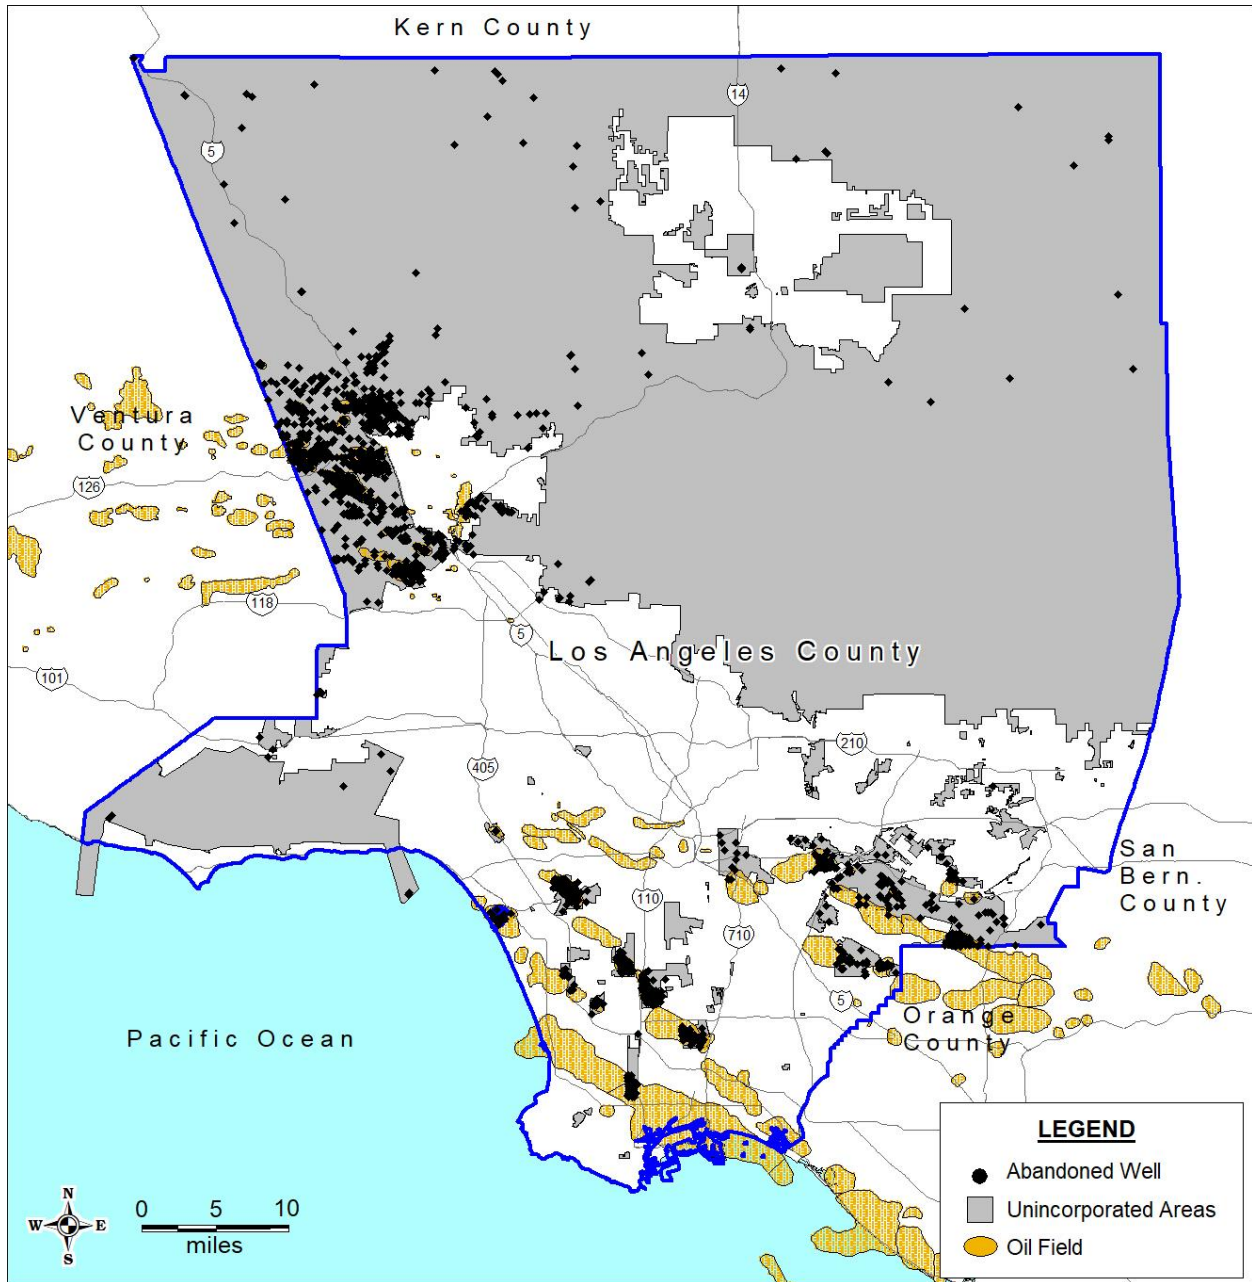 Kern County
14
5
Ventura
County
126
118
5
Los Angeles County
101
210
405
San
Bern.
County
110
710
5
Orange
County
Pacific Ocean
LEGEND
Abandoned Well
Unincorporated Areas
Oil Field
N
W E
S
0 5 10
miles